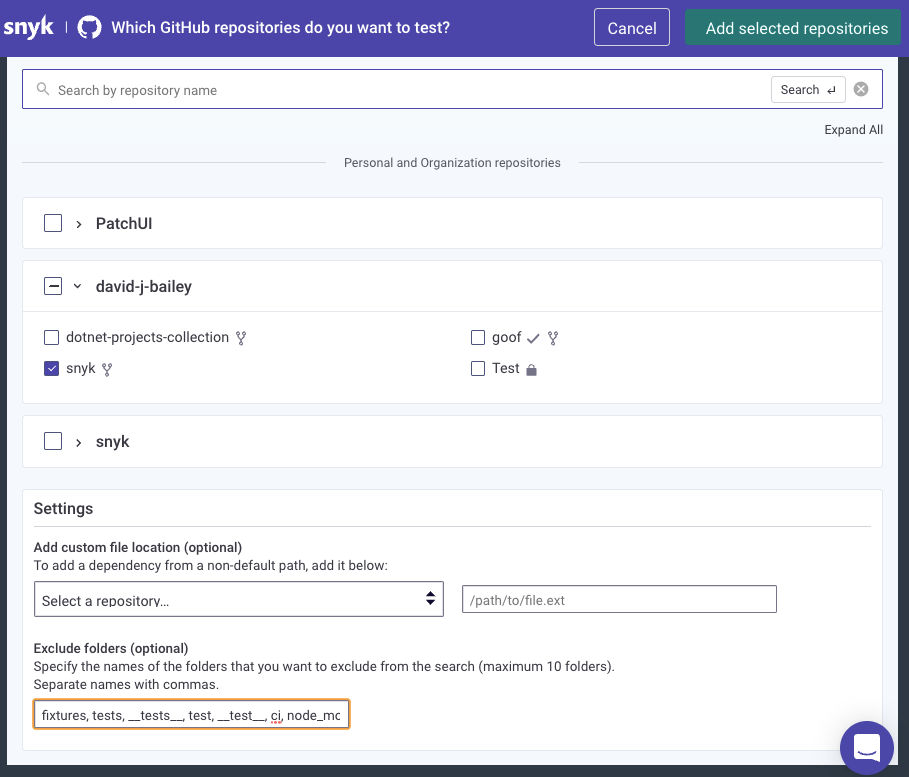 snyk | Which GitHub repositories do you want to test? Cancel Add selected repositories
Search by repository name Search ↵
Expand All
Personal and Organization repositories
PatchUI
david-j-bailey
dotnet-projects-collection goof
snyk Test
snyk
Settings
Add custom file location (optional)
To add a dependency from a non-default path, add it below:
Select a repository... /path/to/file.ext
Exclude folders (optional)
Specify the names of the folders that you want to exclude from the search (maximum 10 folders).
Separate names with commas.
fixtures, tests, __tests__, test, __test__, ci, node_mo